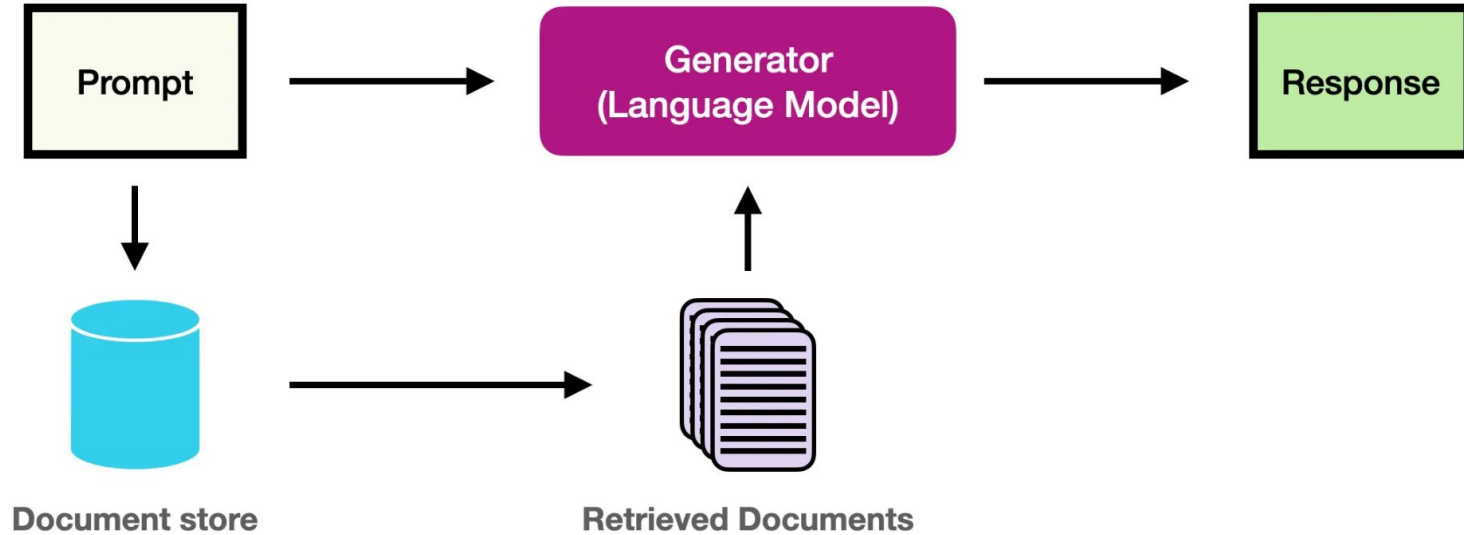 Prompt
Generator
(Language Model)
Response
Document store
Retrieved Documents